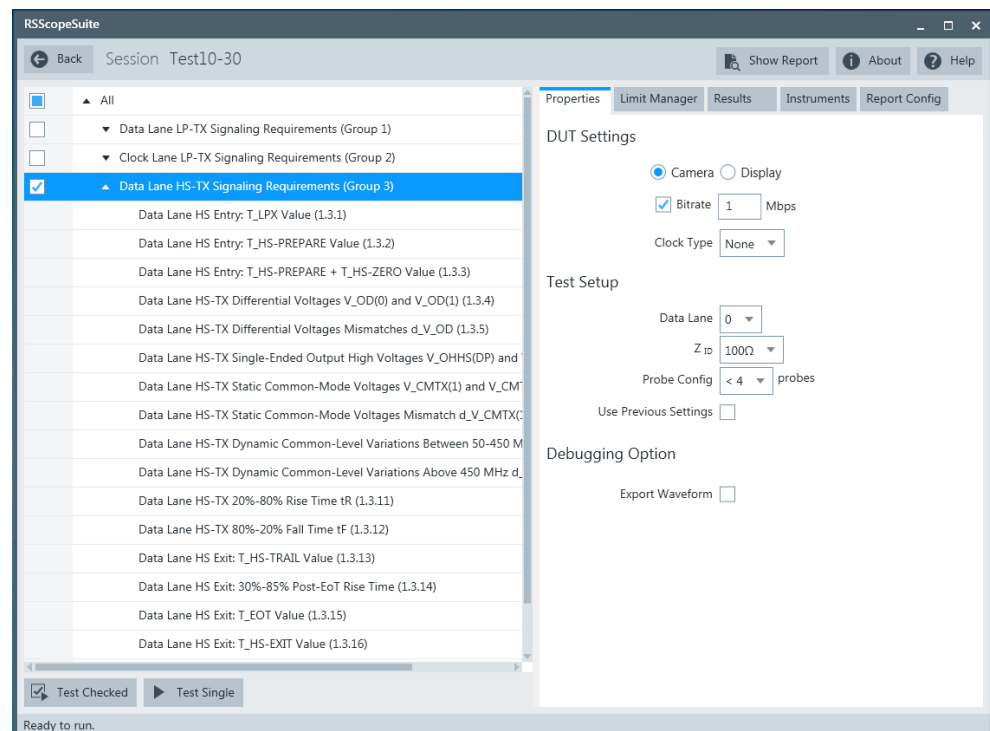 RSScopeSuite
Back Session Test10-30 Show Report About Help
All
Data Lane LP-TX Signaling Requirements (Group 1)
Clock Lane LP-TX Signaling Requirements (Group 2)
Data Lane HS-TX Signaling Requirements (Group 3)
Data Lane HS Entry: T_LPX Value (1.3.1)
Data Lane HS Entry: T_HS-PREPARE Value (1.3.2)
Data Lane HS Entry: T_HS-PREPARE + T_HS-ZERO Value (1.3.3)
Data Lane HS-TX Differential Voltages V_OD(0) and V_OD(1) (1.3.4)
Data Lane HS-TX Differential Voltages Mismatches d_V_OD (1.3.5)
Data Lane HS-TX Single-Ended Output High Voltages V_OHHS(DP) and
Data Lane HS-TX Static Common-Mode Voltages V_CMTX(1) and V_CMT
Data Lane HS-TX Static Common-Mode Voltages Mismatch d_V_CMTX(1
Data Lane HS-TX Dynamic Common-Level Variations Between 50-450 M
Data Lane HS-TX Dynamic Common-Level Variations Above 450 MHz d_
Data Lane HS-TX 20%-80% Rise Time tR (1.3.11)
Data Lane HS-TX 80%-20% Fall Time tF (1.3.12)
Data Lane HS Exit: T_HS-TRAIL Value (1.3.13)
Data Lane HS Exit: 30%-85% Post-EoT Rise Time (1.3.14)
Data Lane HS Exit: T_EOT Value (1.3.15)
Data Lane HS Exit: T_HS-EXIT Value (1.3.16)
Test Checked Test Single
Ready to run.
Properties Limit Manager Results Instruments Report Config
DUT Settings
Camera Display
Bitrate 1 Mbps
Clock Type None
Test Setup
Data Lane 0
Z ID 100Ω
Probe Config < 4 probes
Use Previous Settings
Debugging Option
Export Waveform